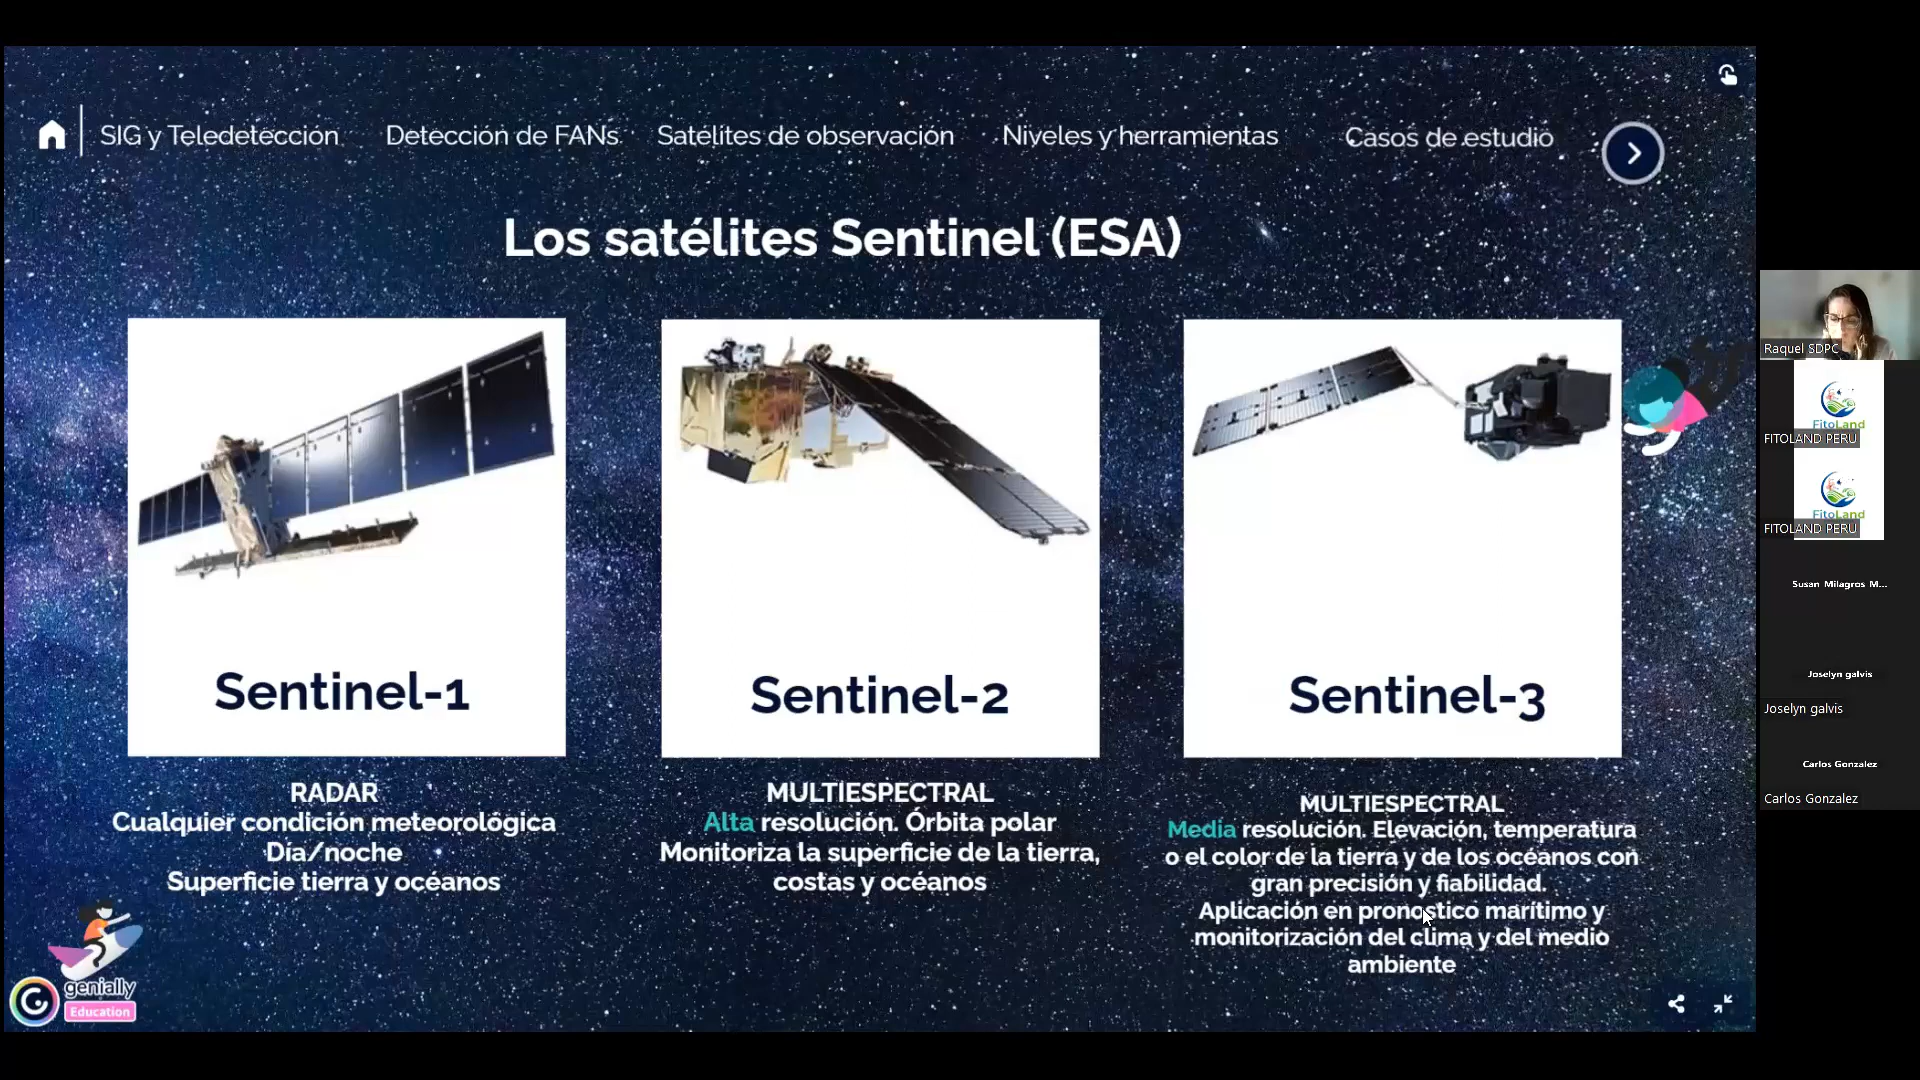 SIG y Teledetección
Detección de FANs
Satélites de observación
Niveles y herramientas
Casos de estudio
Los satélites Sentinel (ESA)
Sentinel-1
RADAR
Cualquier condición meteorológica
Día/noche
Superficie tierra y océanos
Sentinel-2
MULTIESPECTRAL
Alta resolución. Órbita polar
Monitoriza la superficie de la tierra,
costas y océanos
Sentinel-3
MULTIESPECTRAL
Media resolución. Elevación, temperatura
o el color de la tierra y de los océanos con
gran precisión y fiabilidad.
Aplicación en pronóstico marítimo y
monitorización del clima y del medio
ambiente
genially
Education
Raquel SDPC
FitoLand
FITOLAND PERU
FitoLand
FITOLAND PERU
Susan Milagros M...
Joselyn galvis
Joselyn galvis
Carlos Gonzalez
Carlos Gonzalez